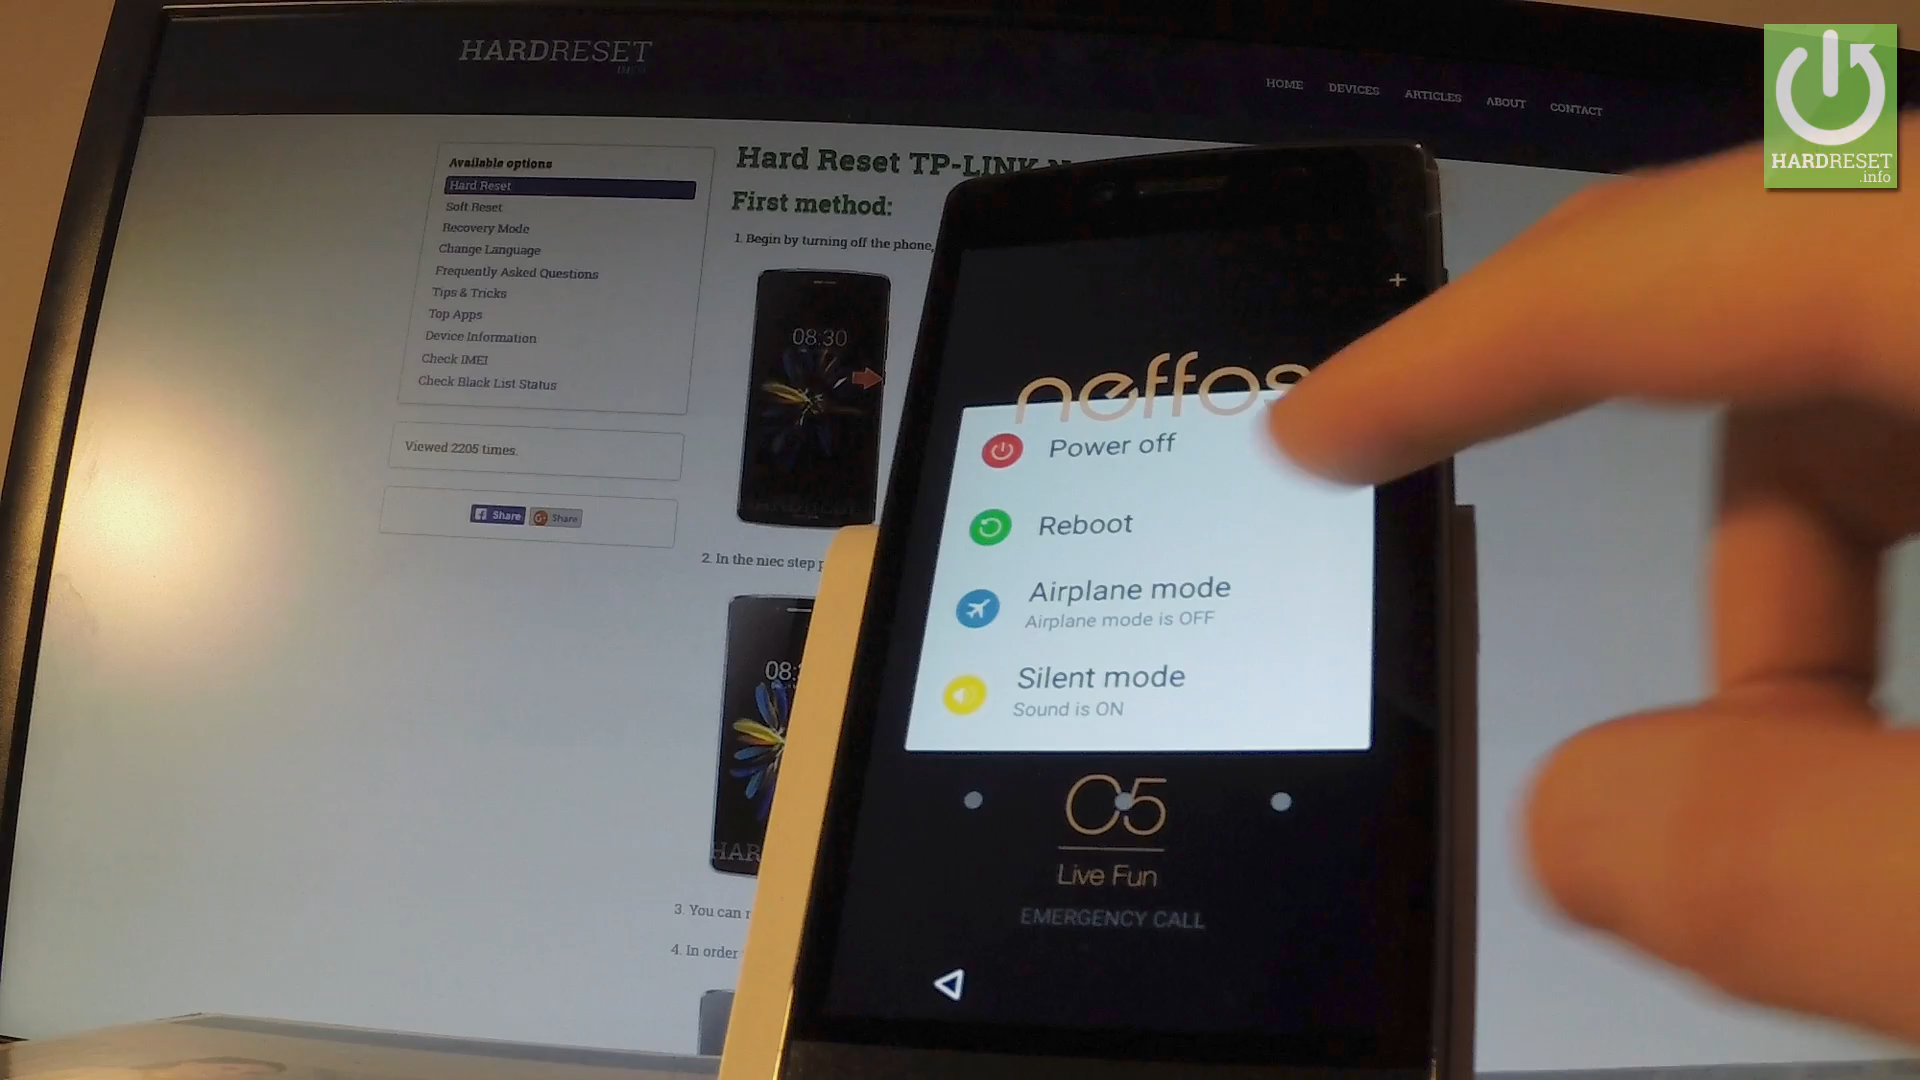 HARDRESET
INFO
HOME DEVICES ARTICLES ABOUT CONTACT
HARDRESET
.info
Available options
Hard Reset
Soft Reset
Recovery Mode
Change Language
Frequently Asked Questions
Tips & Tricks
Top Apps
Device Information
Check IMEI
Check Black List Status
Viewed 2205 times.
Share Share
Hard Reset TP-LINK
First method:
1. Begin by turning off the phone,
08:30
2. In the niec step
08:
HAR
3. You can
4. In order
neffos
Power off
Reboot
Airplane mode
Airplane mode is OFF
Silent mode
Sound is ON
C5
Live Fun
EMERGENCY CALL